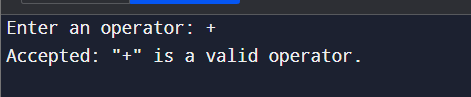 Enter an operator: +
Accepted: "+" is a valid operator.